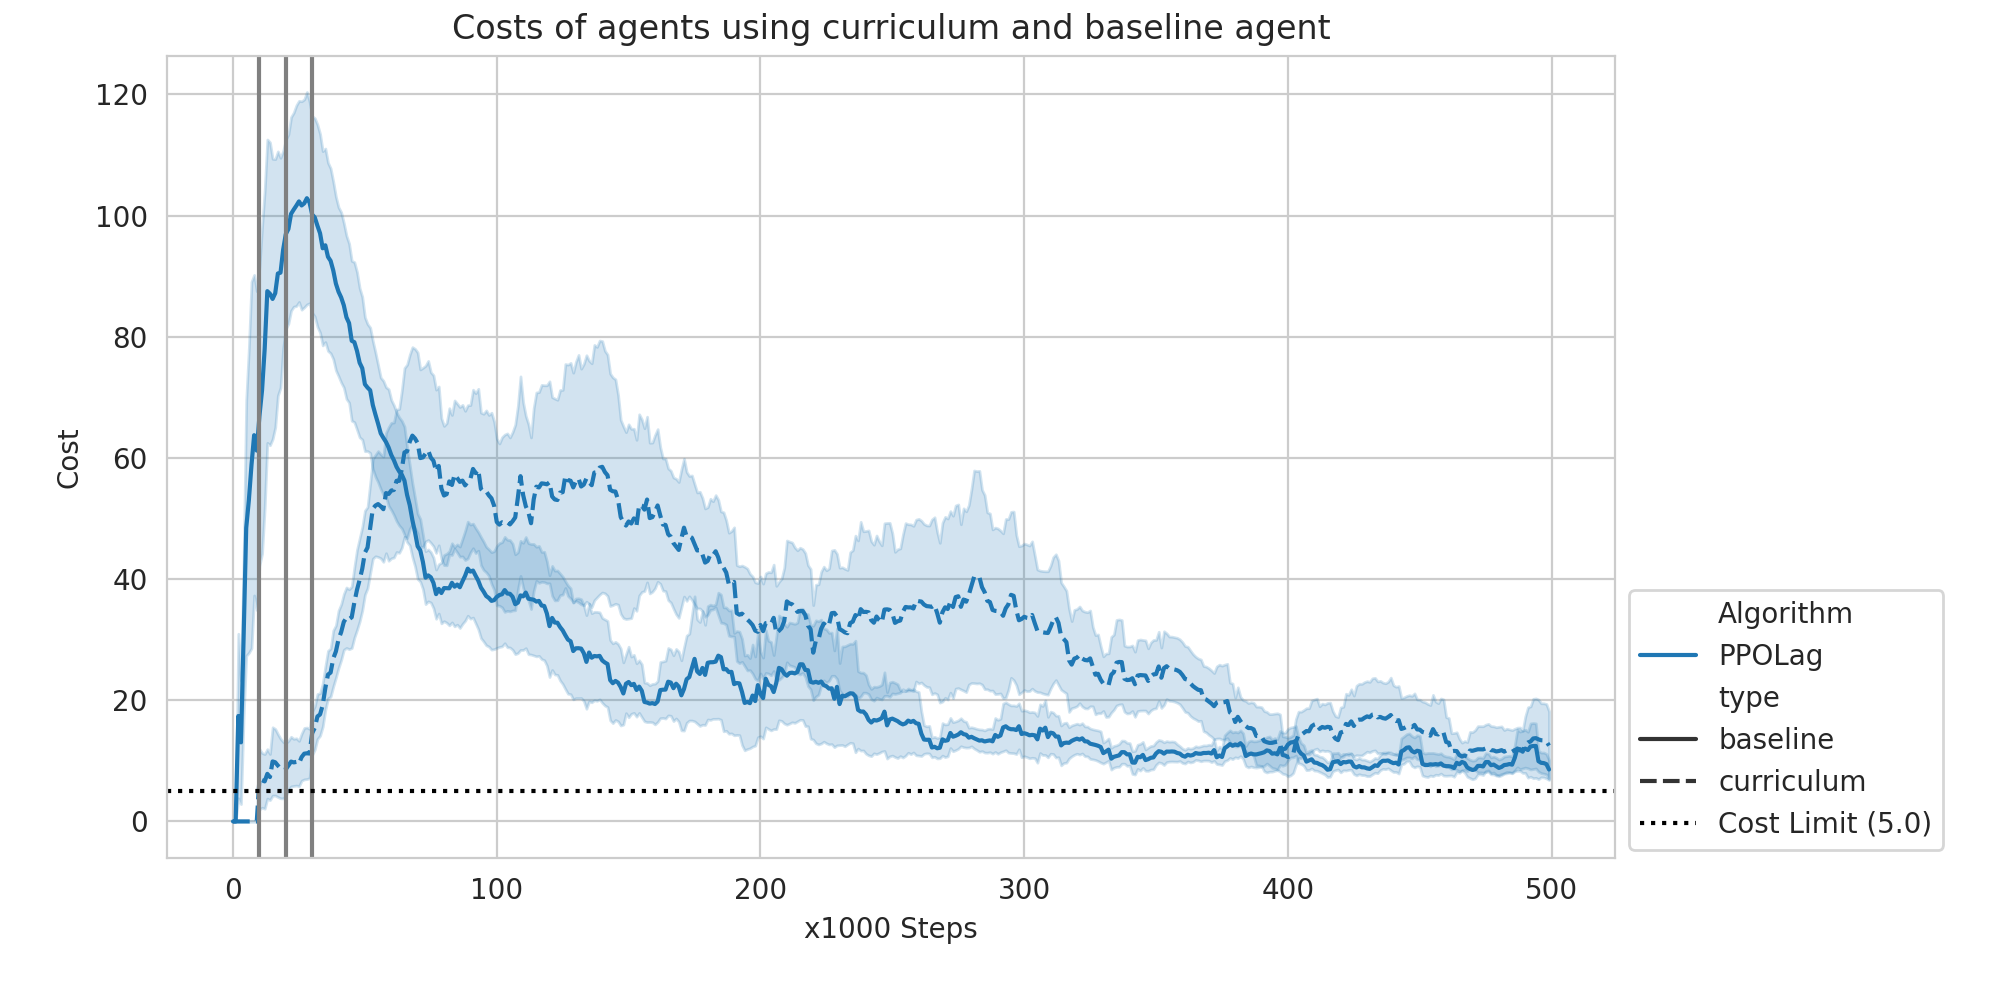 Costs of agents using curriculum and baseline agent
120
100
80
60
40
20
0
Cost
0 100 200 300 400 500
x1000 Steps
Algorithm
PPOLag
type
baseline
curriculum
Cost Limit (5.0)